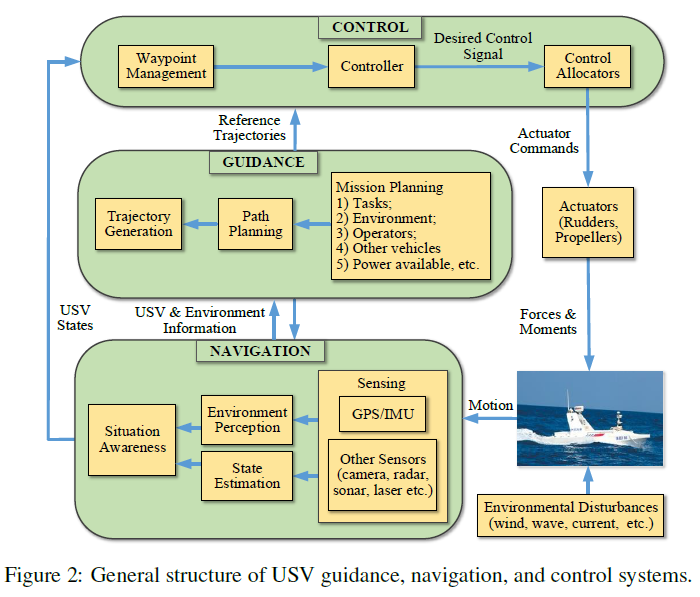 CONTROL
Waypoint
Management
Controller
Desired Control
Signal
Control
Allocators
Reference
Trajectories
Actuator
Commands
GUIDANCE
Trajectory
Generation
Path
Planning
Mission Planning
1) Tasks;
2) Environment;
3) Operators;
4) Other vehicles
5) Power available, etc.
Actuators
(Rudders,
Propellers)
USV
States
USV & Environment
Information
Forces &
Moments
NAVIGATION
Situation
Awareness
Environment
Perception
State
Estimation
Sensing
GPS/IMU
Other Sensors
(camera, radar,
sonar, laser etc.)
Motion
Environmental Disturbances
(wind, wave, current, etc.)
Figure 2: General structure of USV guidance, navigation, and control systems.